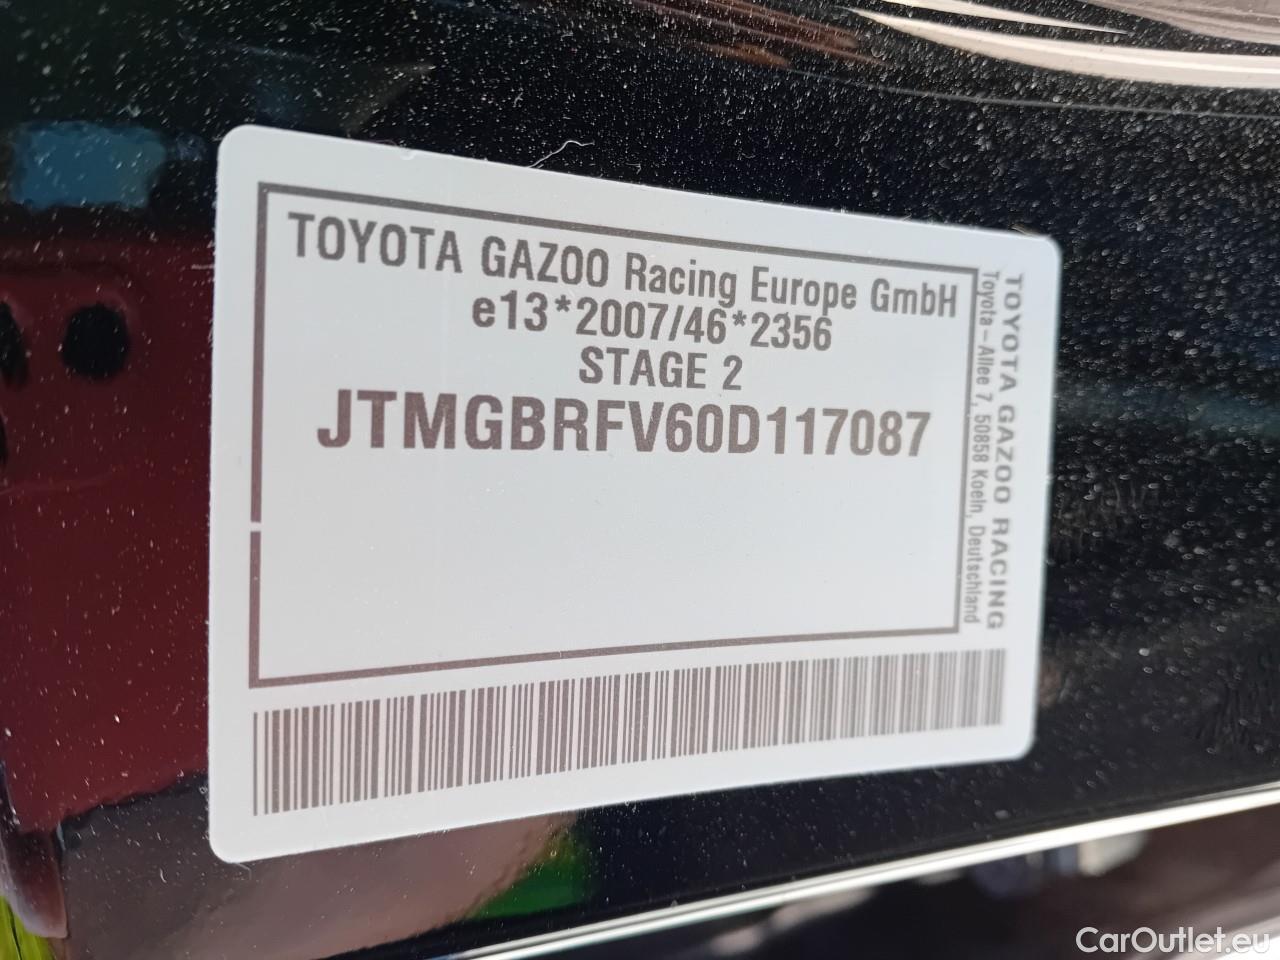 TOYOTA GAZOO Racing Europe GmbH
e13*2007/46*2356
STAGE 2
JTMGBRFV60D117087
TOYOTA GAZOO RACING
Toyota – Allee 7, 50858 Koeln, Deutschland
CarOutlet.eu